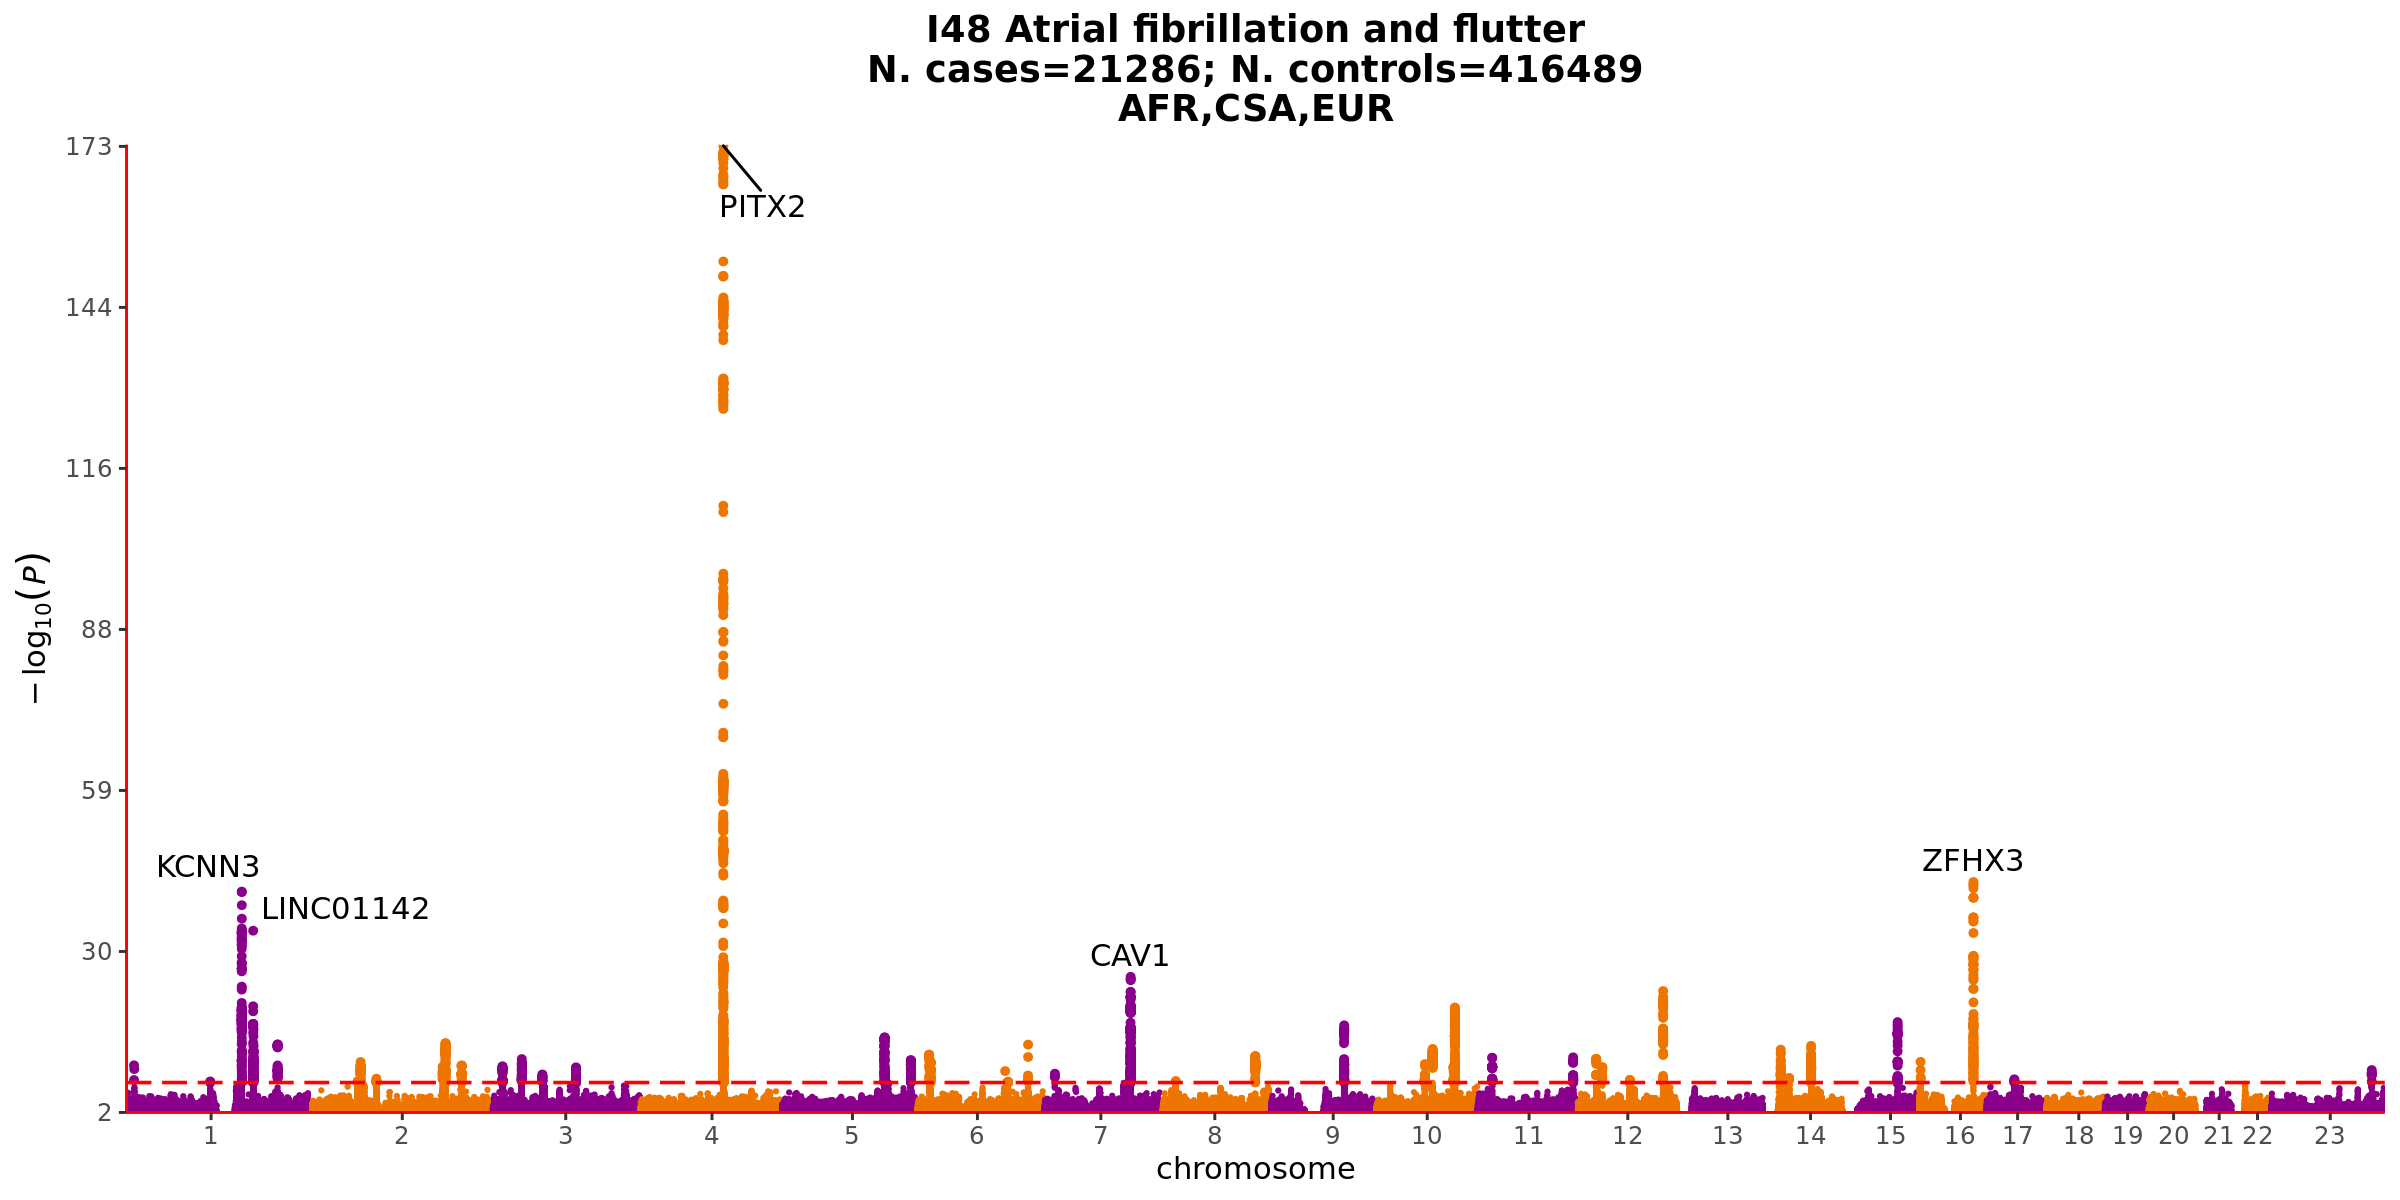 I48 Atrial fibrillation and flutter
N. cases=21286; N. controls=416489
AFR,CSA,EUR
173
PITX2
144
116
88
59
30
2
−log10(P)
KCNN3
LINC01142
CAV1
ZFHX3
1 2 3 4 5 6 7 8 9 10 11 12 13 14 15 16 17 18 19 20 21 22 23
chromosome